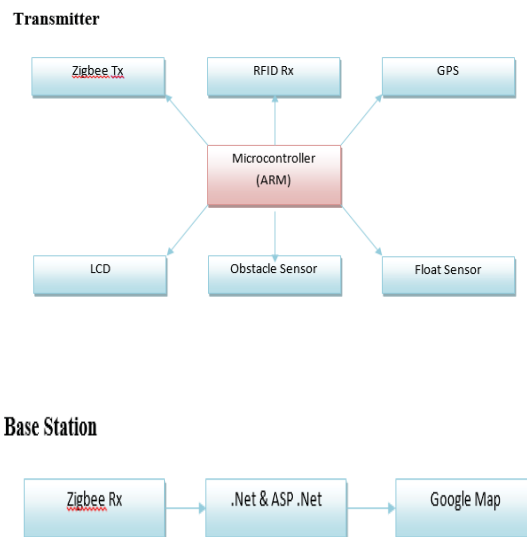 Transmitter
Zigbee Tx
RFID Rx
GPS
Microcontroller
(ARM)
LCD
Obstacle Sensor
Float Sensor
Base Station
Zigbee Rx
.Net & ASP .Net
Google Map